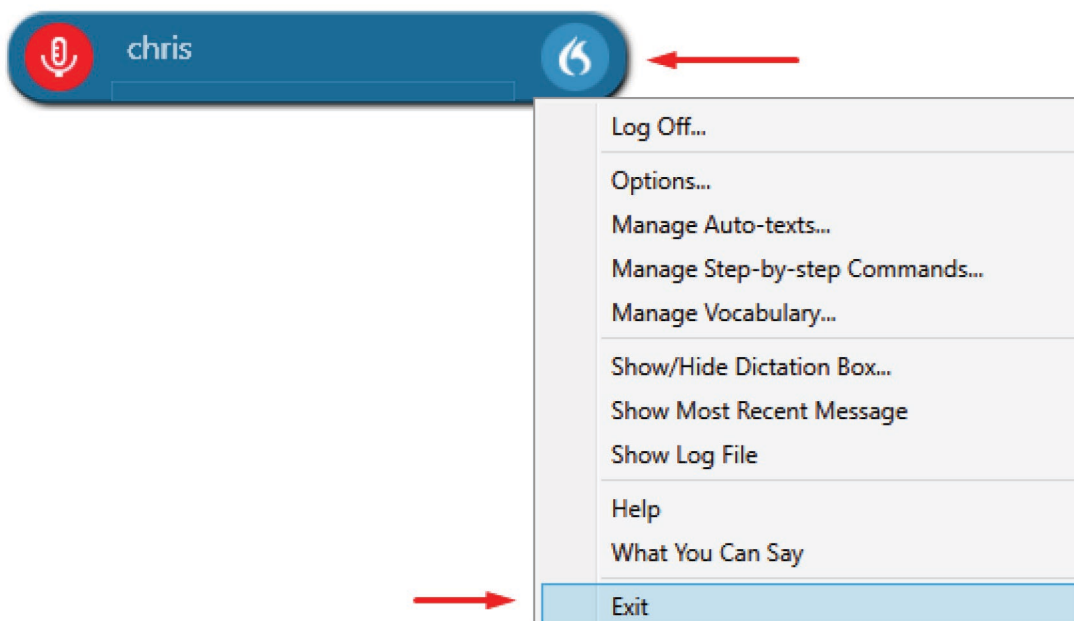 chris
Log Off...
Options...
Manage Auto-texts...
Manage Step-by-step Commands...
Manage Vocabulary...
Show/Hide Dictation Box...
Show Most Recent Message
Show Log File
Help
What You Can Say
Exit